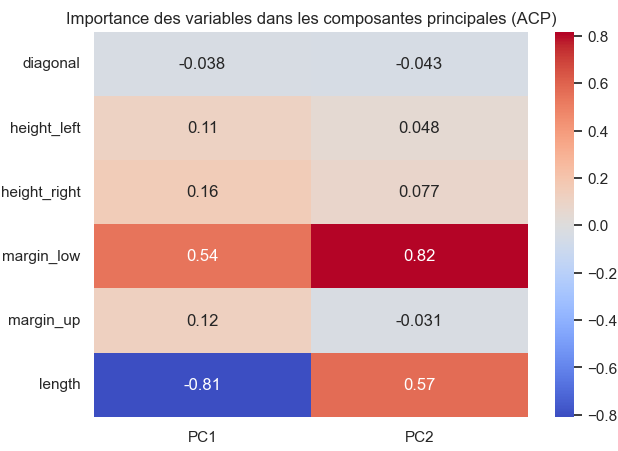 Importance des variables dans les composantes principales (ACP)
diagonal -0.038 -0.043
height_left 0.11 0.048
height_right 0.16 0.077
margin_low 0.54 0.82
margin_up 0.12 -0.031
length -0.81 0.57
PC1 PC2
0.8
0.6
0.4
0.2
0.0
−0.2
−0.4
−0.6
−0.8